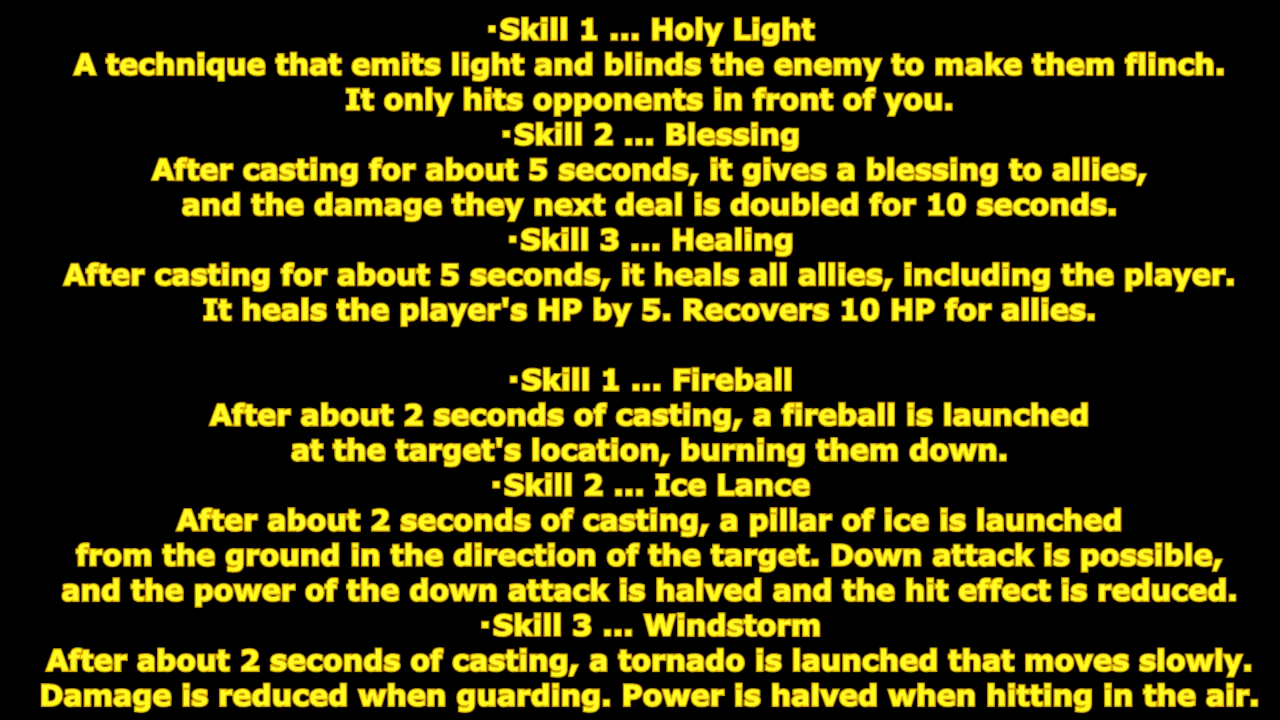 ·Skill 1 ... Holy Light
A technique that emits light and blinds the enemy to make them flinch.
It only hits opponents in front of you.
·Skill 2 ... Blessing
After casting for about 5 seconds, it gives a blessing to allies,
and the damage they next deal is doubled for 10 seconds.
·Skill 3 ... Healing
After casting for about 5 seconds, it heals all allies, including the player.
It heals the player's HP by 5. Recovers 10 HP for allies.
·Skill 1 ... Fireball
After about 2 seconds of casting, a fireball is launched
at the target's location, burning them down.
·Skill 2 ... Ice Lance
After about 2 seconds of casting, a pillar of ice is launched
from the ground in the direction of the target. Down attack is possible,
and the power of the down attack is halved and the hit effect is reduced.
·Skill 3 ... Windstorm
After about 2 seconds of casting, a tornado is launched that moves slowly.
Damage is reduced when guarding. Power is halved when hitting in the air.